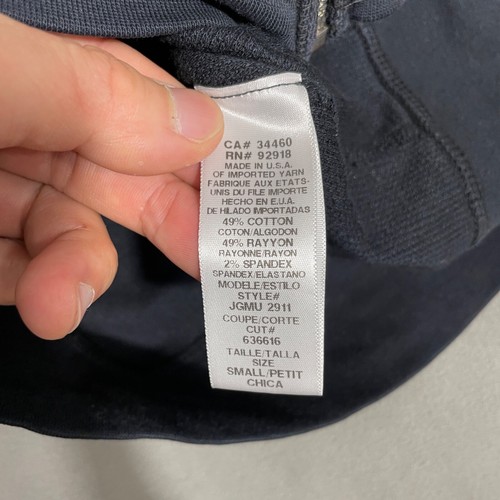 CA# 34460
RN# 92918
MADE IN U.S.A.
OF IMPORTED YARN
FABRIQUE AUX ETATS-
UNIS DU FILE IMPORTE
HECHO EN E.U.A.
DE HILADO IMPORTADAS
49% COTTON
COTON/ALGODON
49% RAYYON
RAYONNE/RAYON
2% SPANDEX
SPANDEX/ELASTANO
MODELE/ESTILO
STYLE#
JGMU 2911
COUPE/CORTE
CUT#
636616
TAILLE/TALLA
SIZE
SMALL/PETIT
CHICA